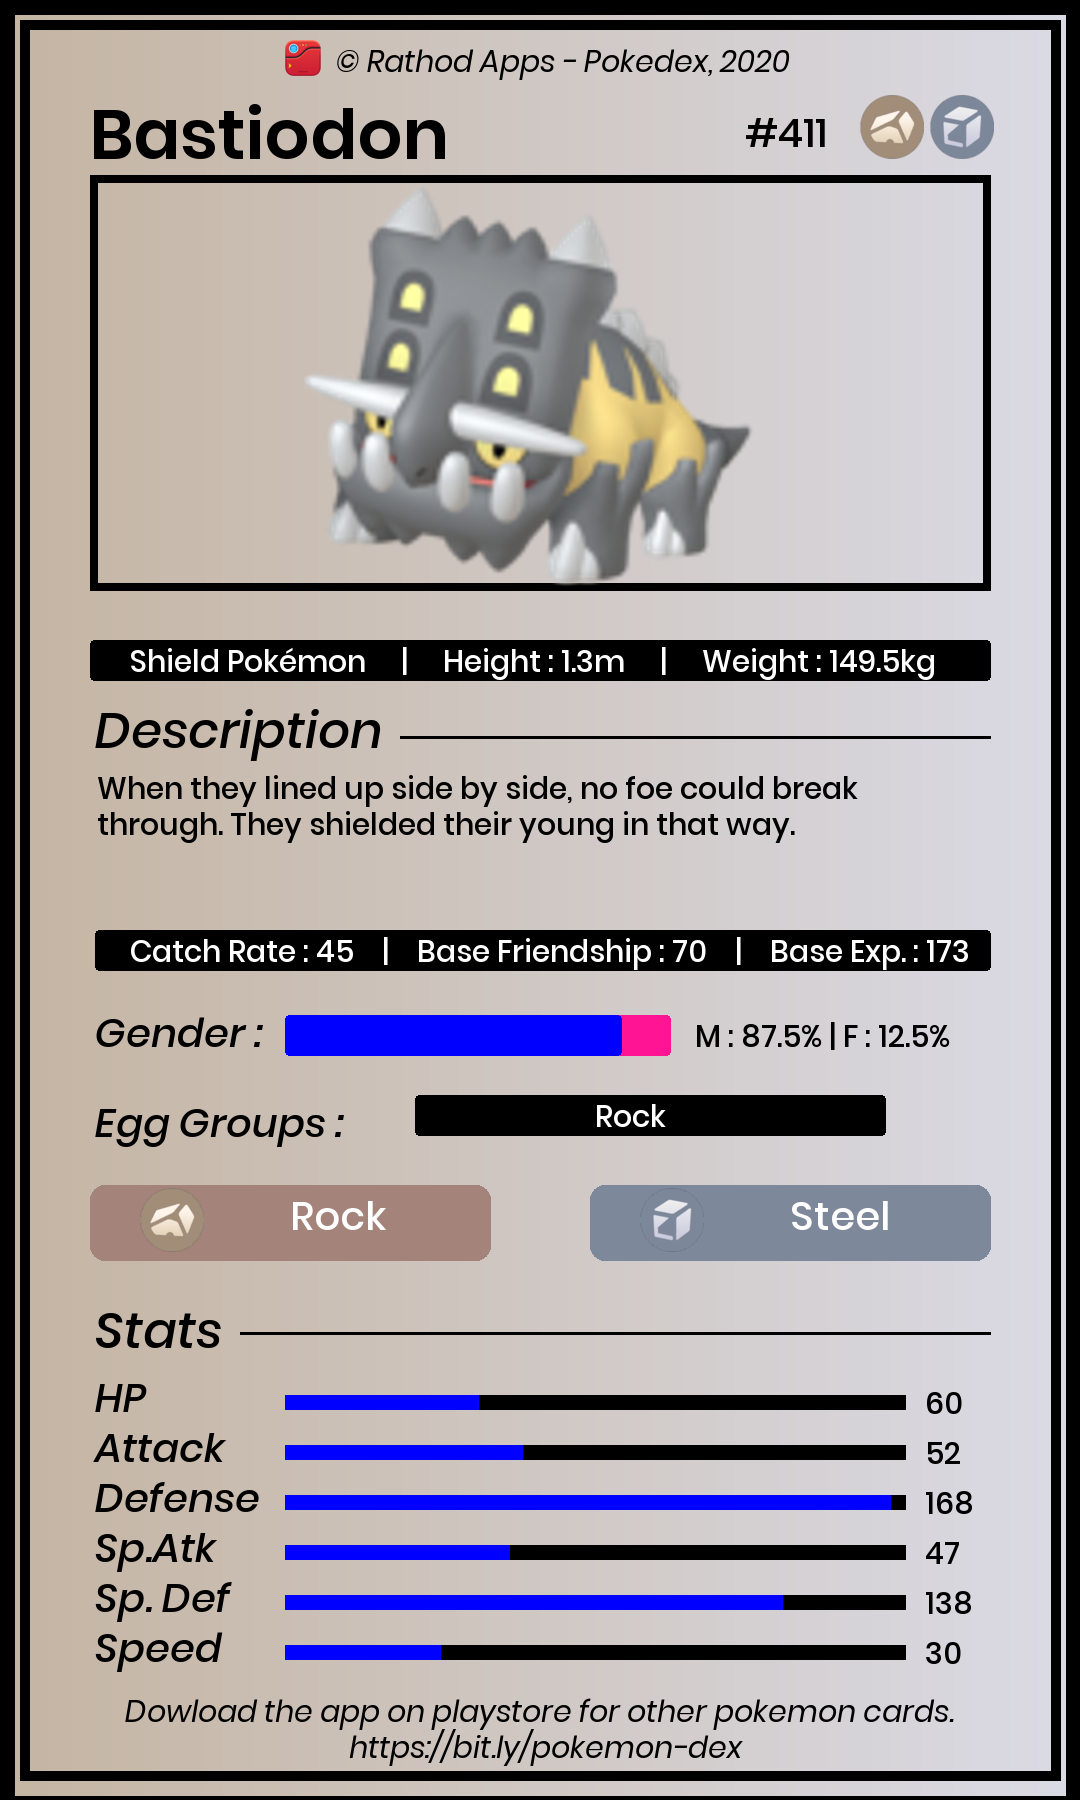 © Rathod Apps - Pokedex, 2020
Bastiodon #411
Shield Pokémon | Height : 1.3m | Weight : 149.5kg
Description
When they lined up side by side, no foe could break
through. They shielded their young in that way.
Catch Rate : 45 | Base Friendship : 70 | Base Exp. : 173
Gender : M : 87.5% | F : 12.5%
Egg Groups : Rock
Rock Steel
Stats
HP 60
Attack 52
Defense 168
Sp.Atk 47
Sp. Def 138
Speed 30
Dowload the app on playstore for other pokemon cards.
https://bit.ly/pokemon-dex